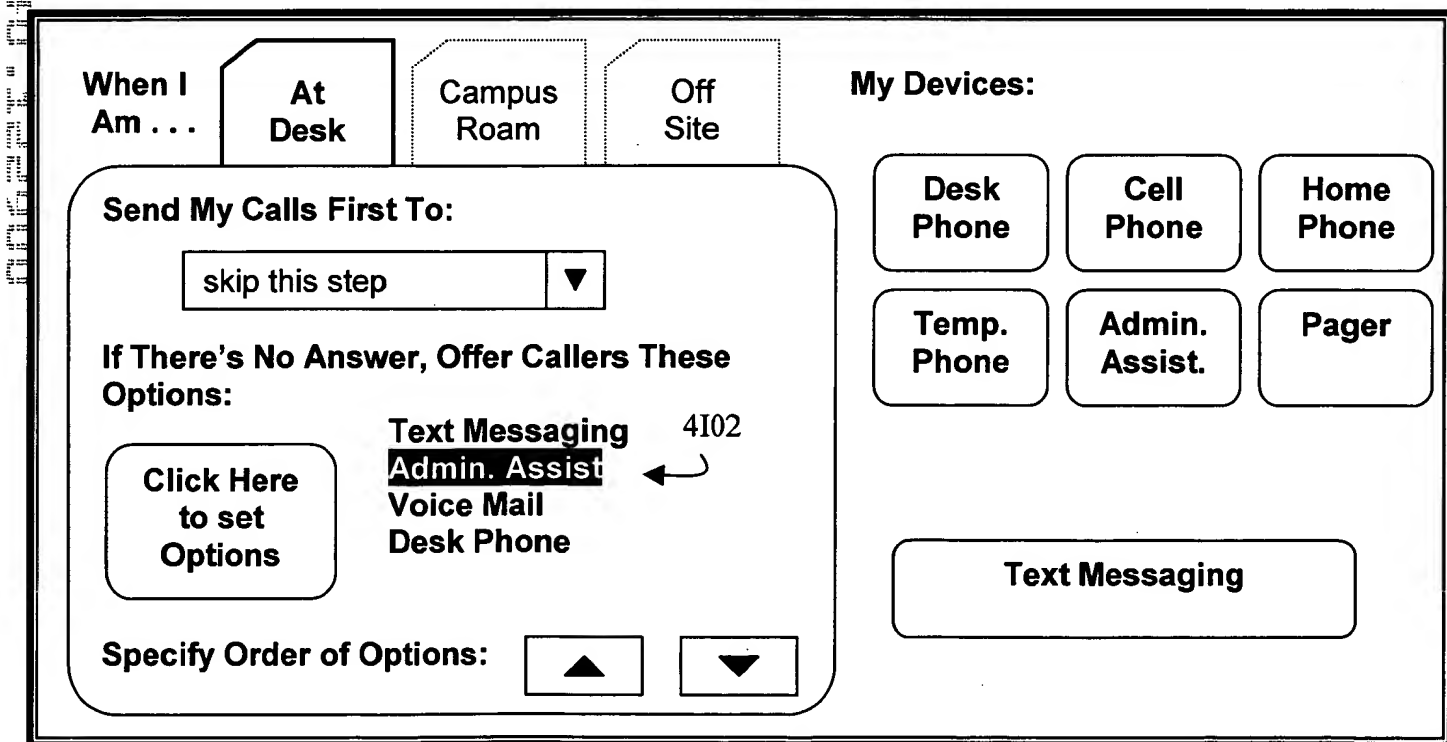 When I
Am . . .
At
Desk
Campus
Roam
Off
Site
My Devices:
Send My Calls First To:
skip this step
If There's No Answer, Offer Callers These
Options:
Click Here
to set
Options
Text Messaging
4I02
Admin. Assist
Voice Mail
Desk Phone
Specify Order of Options:
Desk
Phone
Cell
Phone
Home
Phone
Temp.
Phone
Admin.
Assist.
Pager
Text Messaging